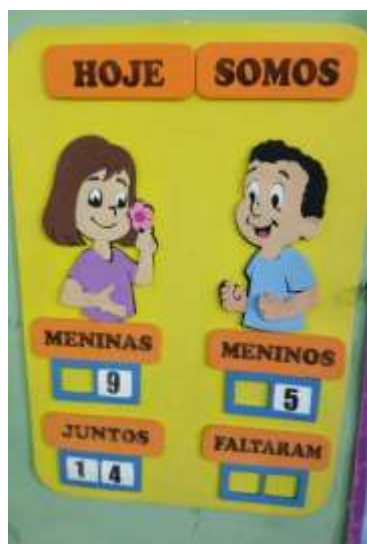 HOJE SOMOS
MENINAS MENINOS
9 5
JUNTOS FALTARAM
14